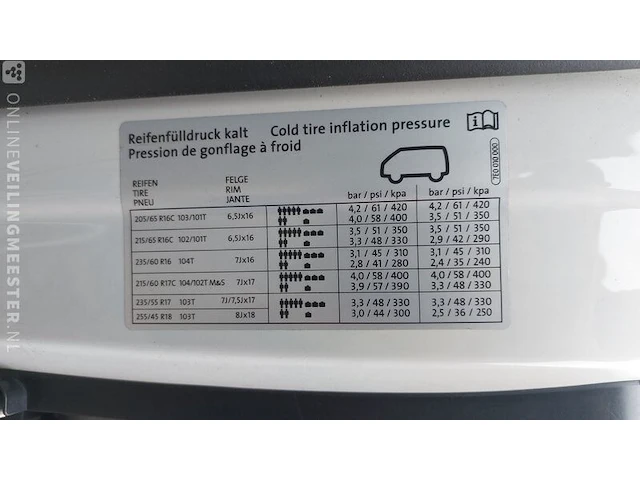 ONLINEVEILINGMEESTER.NL
Reifenfülldruck kalt Cold tire inflation pressure
Pression de gonflage à froid
7E0 010 000
REIFEN FELGE
TIRE RIM
PNEU JANTE
bar / psi / kpa bar / psi / kpa
205/65 R16C 103/101T 6,5Jx16 4,2 / 61 / 420 4,2 / 61 / 420
4,0 / 58 / 400 3,5 / 51 / 350
215/65 R16C 102/101T 6,5Jx16 3,5 / 51 / 350 3,5 / 51 / 350
3,3 / 48 / 330 2,9 / 42 / 290
235/60 R16 104T 7Jx16 3,1 / 45 / 310 3,1 / 45 / 310
2,8 / 41 / 280 2,4 / 35 / 240
215/60 R17C 104/102T M&S 7Jx17 4,0 / 58 / 400 4,0 / 58 / 400
3,9 / 57 / 390 3,5 / 51 / 350
235/55 R17 103T 7J/7,5Jx17 3,3 / 48 / 330 3,3 / 48 / 330
255/45 R18 103T 8Jx18 3,0 / 44 / 300 2,5 / 36 / 250